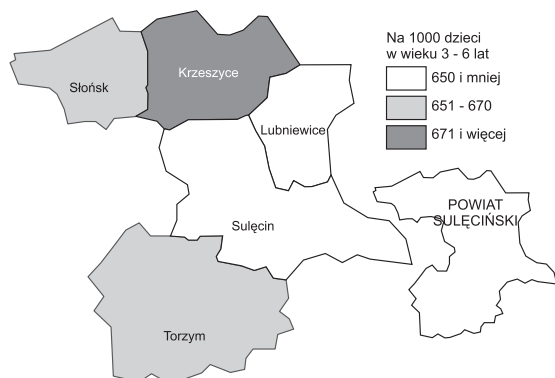 Na 1000 dzieci
w wieku 3 - 6 lat
650 i mniej
651 - 670
671 i więcej
Słońsk
Krzeszyce
Lubniewice
Sulęcin
Torzym
POWIAT
SULĘCIŃSKI